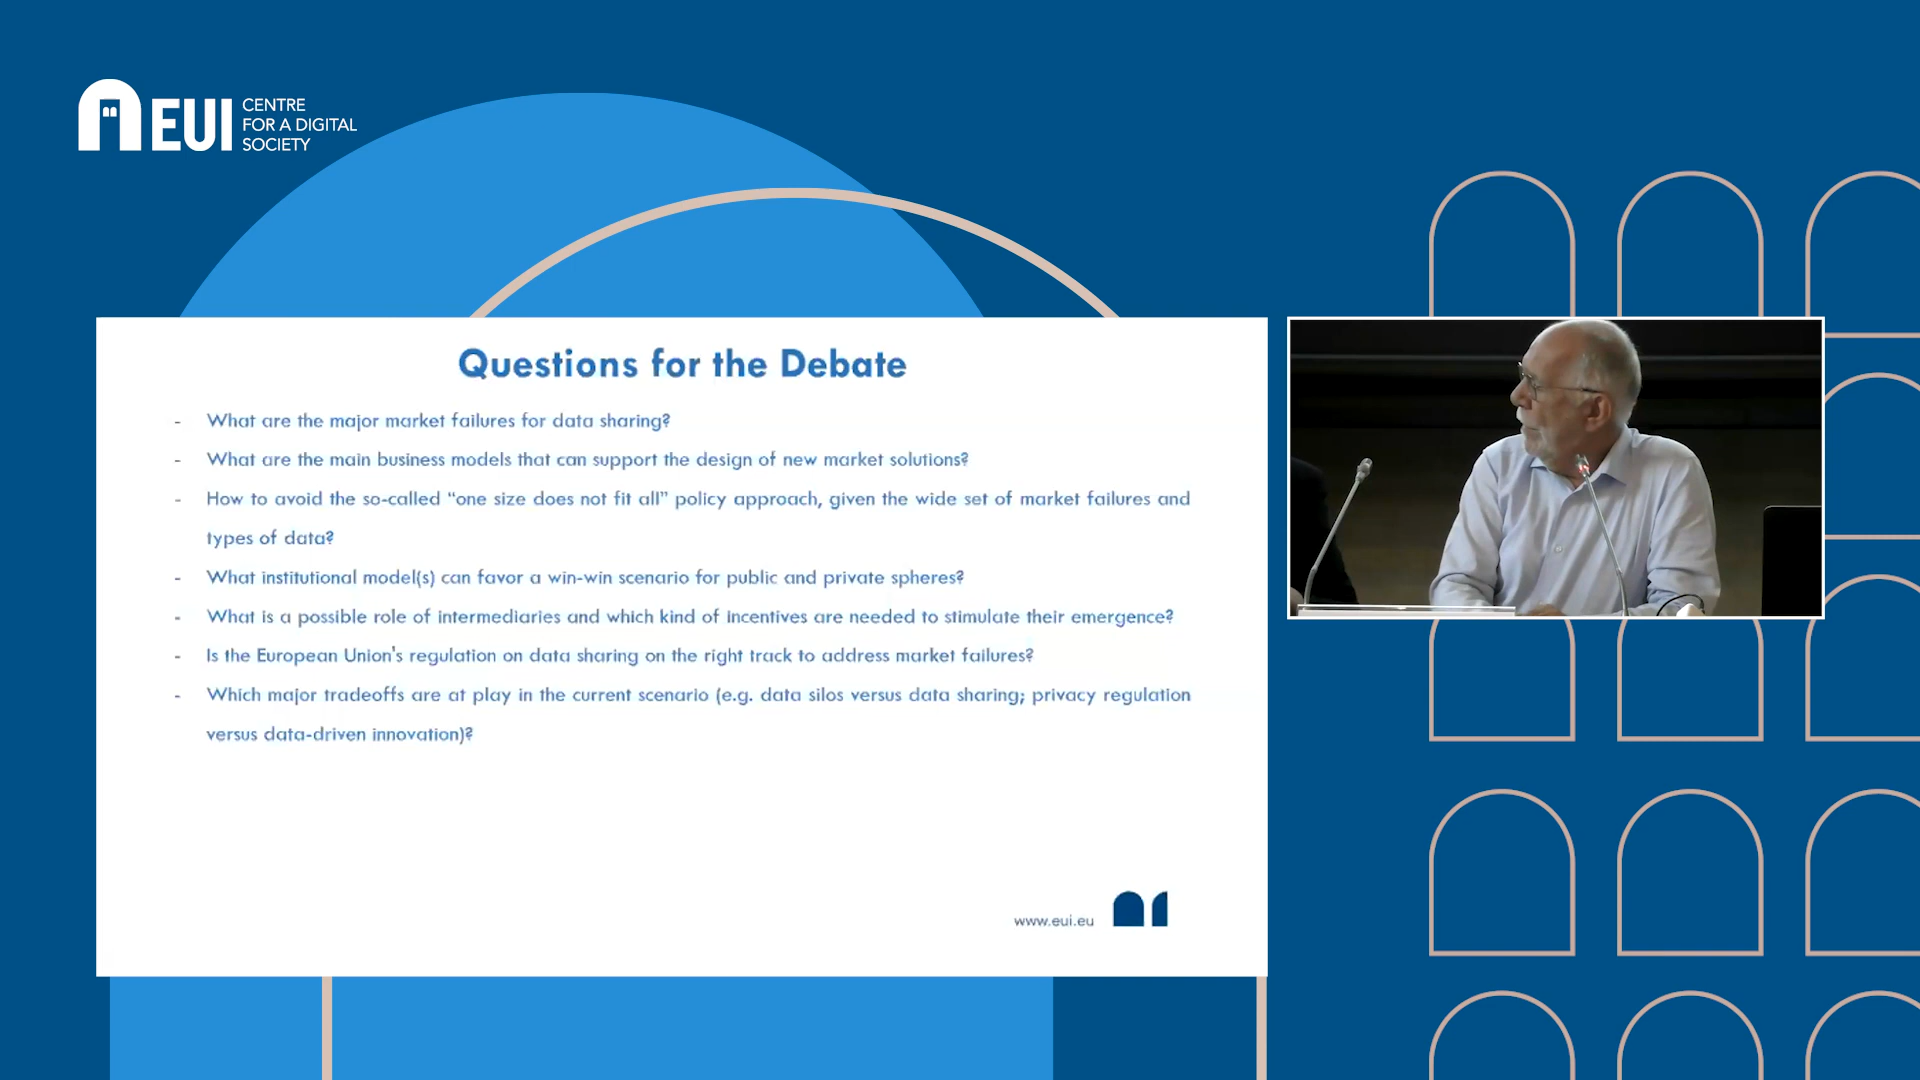 EUI
CENTRE
FOR A DIGITAL
SOCIETY
Questions for the Debate
- What are the major market failures for data sharing?
- What are the main business models that can support the design of new market solutions?
- How to avoid the so-called “one size does not fit all” policy approach, given the wide set of market failures and
types of data?
- What institutional model(s) can favor a win-win scenario for public and private spheres?
- What is a possible role of intermediaries and which kind of incentives are needed to stimulate their emergence?
- Is the European Union's regulation on data sharing on the right track to address market failures?
- Which major tradeoffs are at play in the current scenario (e.g. data silos versus data sharing; privacy regulation
versus data-driven innovation)?
www.eui.eu